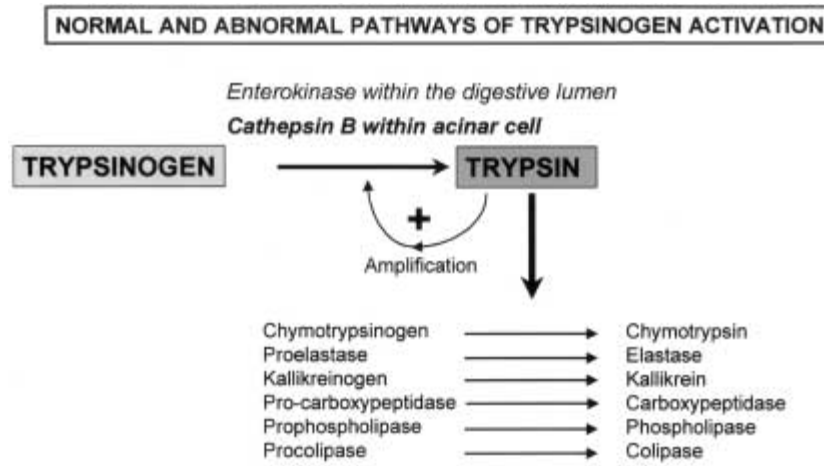 NORMAL AND ABNORMAL PATHWAYS OF TRYPSINOGEN ACTIVATION
Enterokinase within the digestive lumen
Cathepsin B within acinar cell
TRYPSINOGEN TRYPSIN
+
Amplification
Chymotrypsinogen Chymotrypsin
Proelastase Elastase
Kallikreinogen Kallikrein
Pro-carboxypeptidase Carboxypeptidase
Prophospholipase Phospholipase
Procolipase Colipase